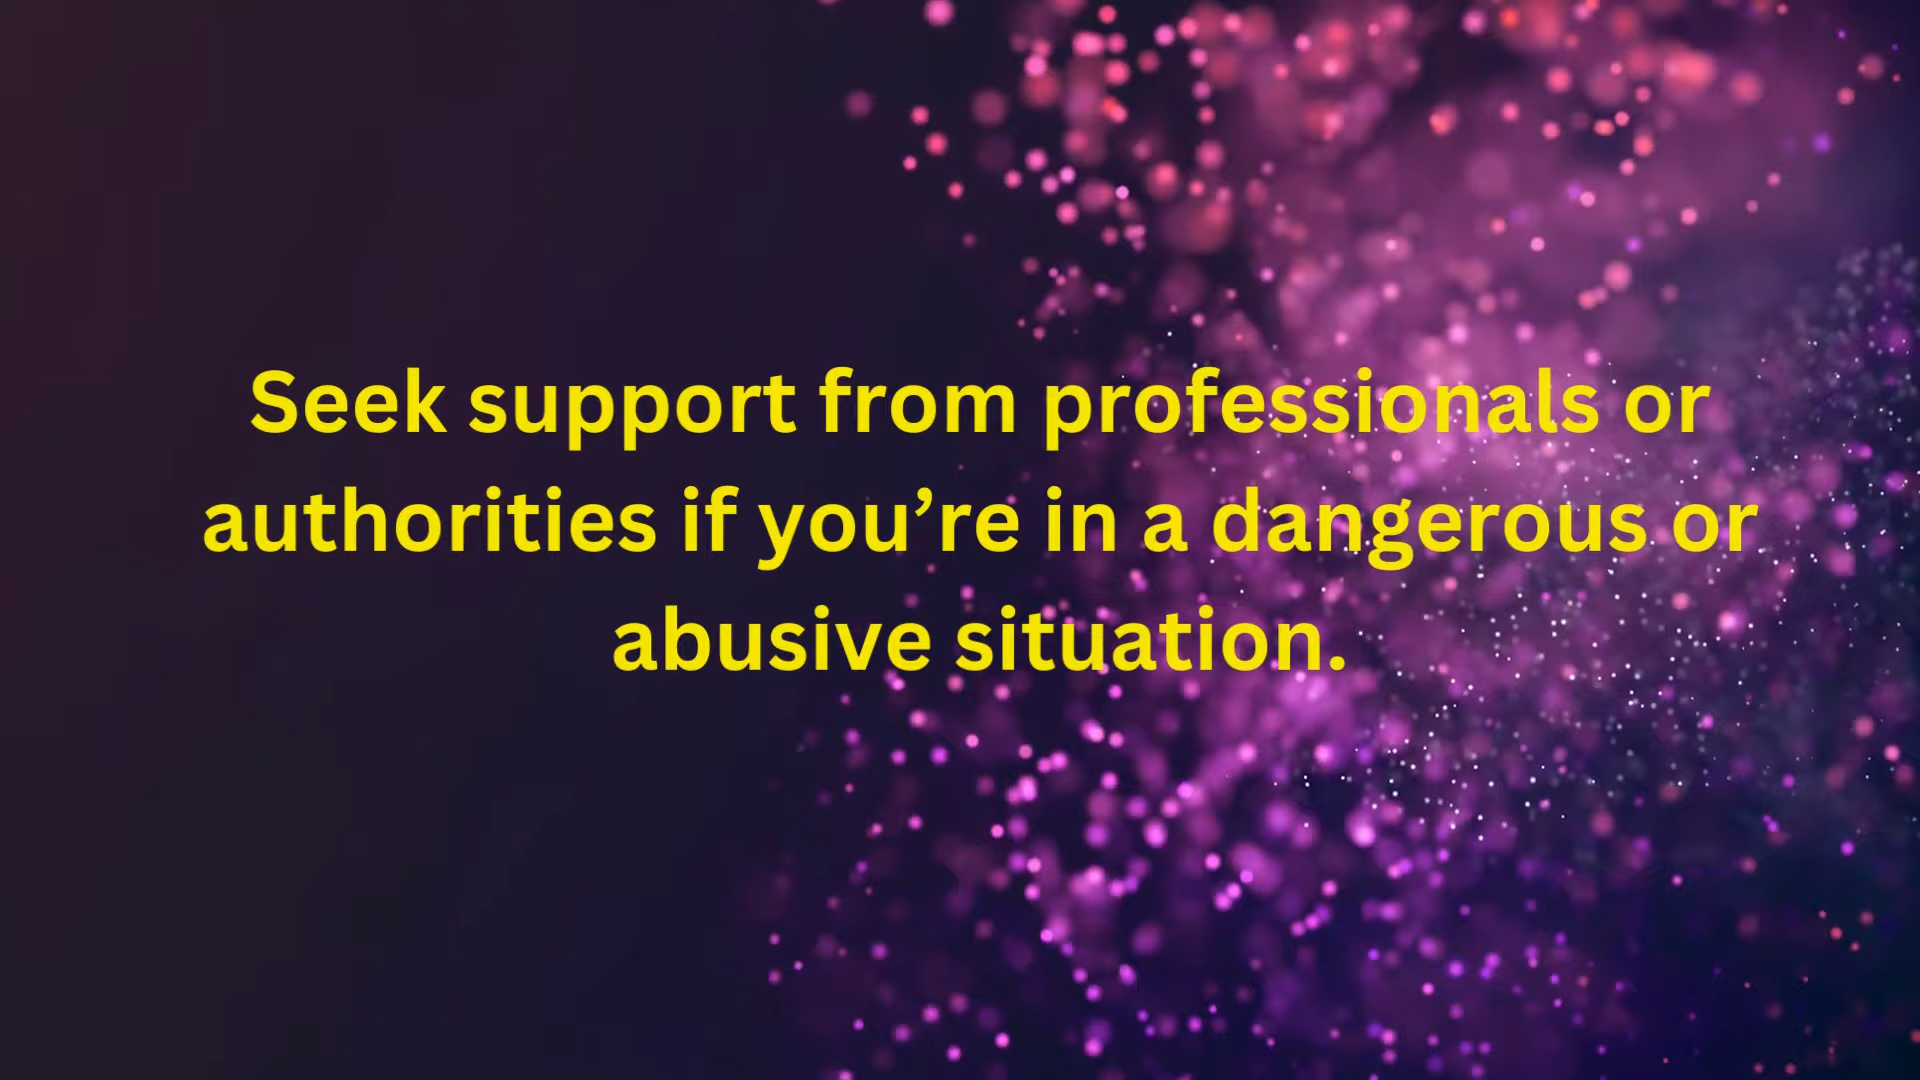 Seek support from professionals or
authorities if you’re in a dangerous or
abusive situation.